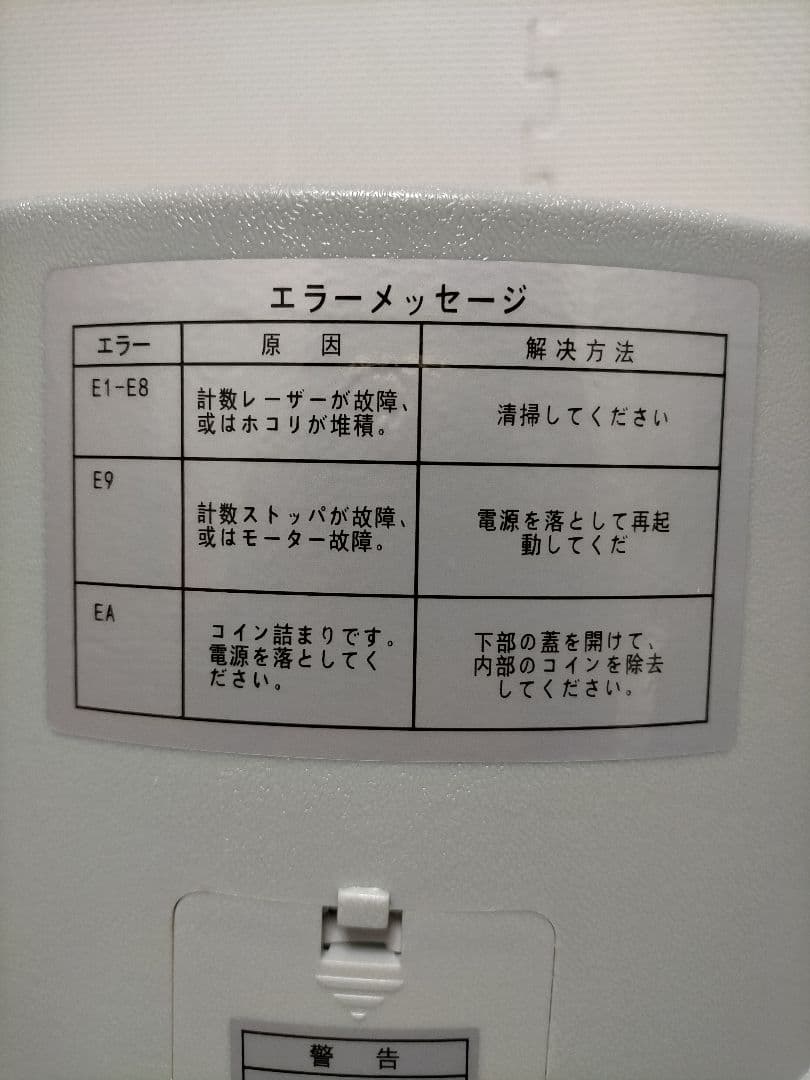 エラーメッセージ
エラー 原 因 解決方法
E1-E8
計数レーザーが故障、
或はホコリが堆積。
清掃してください
E9
計数ストッパが故障、
或はモーター故障。
電源を落として再起
動してくだ
EA
コイン詰まりです。
電源を落としてく
ださい。
下部の蓋を開けて、
内部のコインを除去
してください。
警 告